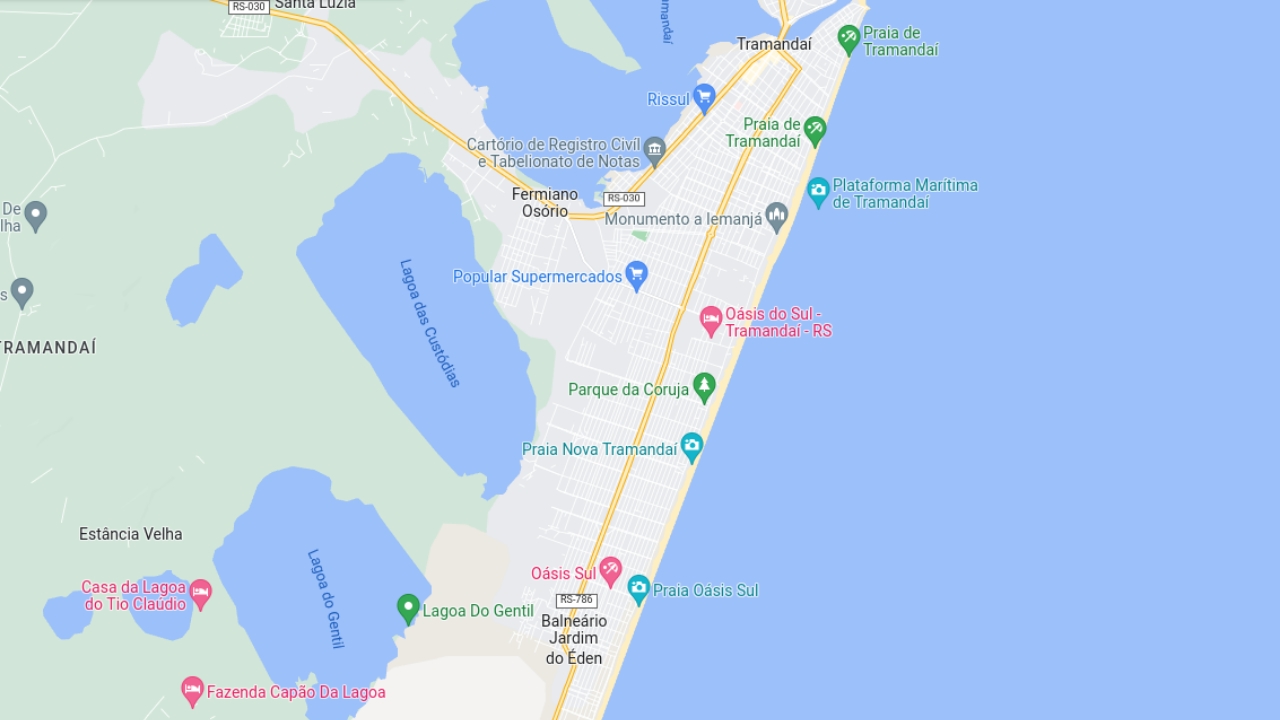 RS-030
Santa Luzia
Tramandaí
Praia de
Tramandaí
Rissul
Praia de
Tramandaí
Cartório de Registro Civil
e Tabelionato de Notas
Plataforma Marítima
de Tramandaí
Fermiano
Osório
RS-030
De
lha
Monumento a Iemanjá
Popular Supermercados
s
Lagoa das Custódias
Oásis do Sul -
Tramandaí - RS
TRAMANDAÍ
Parque da Coruja
Praia Nova Tramandaí
Estância Velha
Lagoa do Gentil
Oásis Sul
Casa da Lagoa
do Tio Claúdio
Praia Oásis Sul
RS-786
Lagoa Do Gentil
Balneário
Jardim
do Éden
Fazenda Capão Da Lagoa